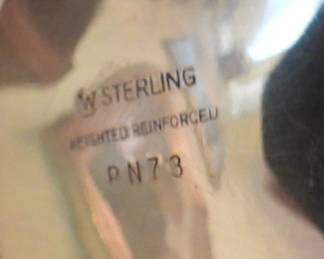 W STERLING
WEIGHTED REINFORCED
PN73